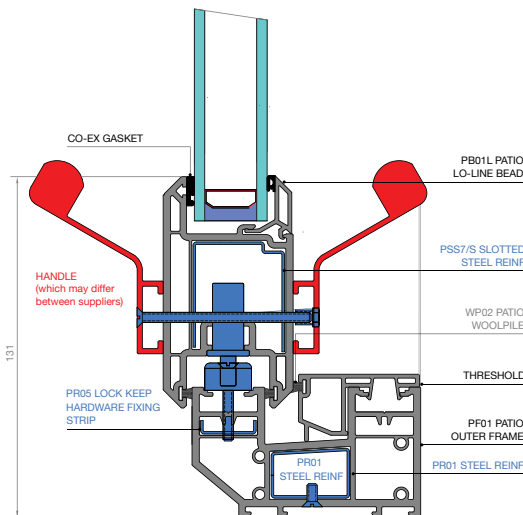 CO-EX GASKET
PB01L PATIO
LO-LINE BEAD
PSS7/S SLOTTED
STEEL REINF
HANDLE
(which may differ
between suppliers)
WP02 PATIO
WOOLPILE
131
THRESHOLD
PR05 LOCK KEEP
HARDWARE FIXING
STRIP
PF01 PATIO
OUTER FRAME
PR01
STEEL REINF
PR01 STEEL REINF